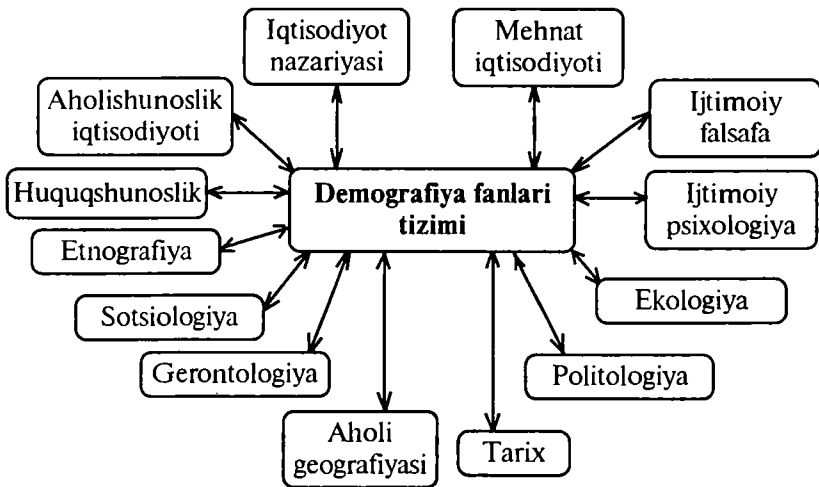 Iqtisodiyot
nazariyasi
Mehnat
iqtisodiyoti
Aholishunoslik
iqtisodiyoti
Ijtimoiy
falsafa
Huquqshunoslik
Demografiya fanlari
tizimi
Ijtimoiy
psixologiya
Etnografiya
Sotsiologiya
Ekologiya
Gerontologiya
Politologiya
Aholi
geografiyasi
Tarix